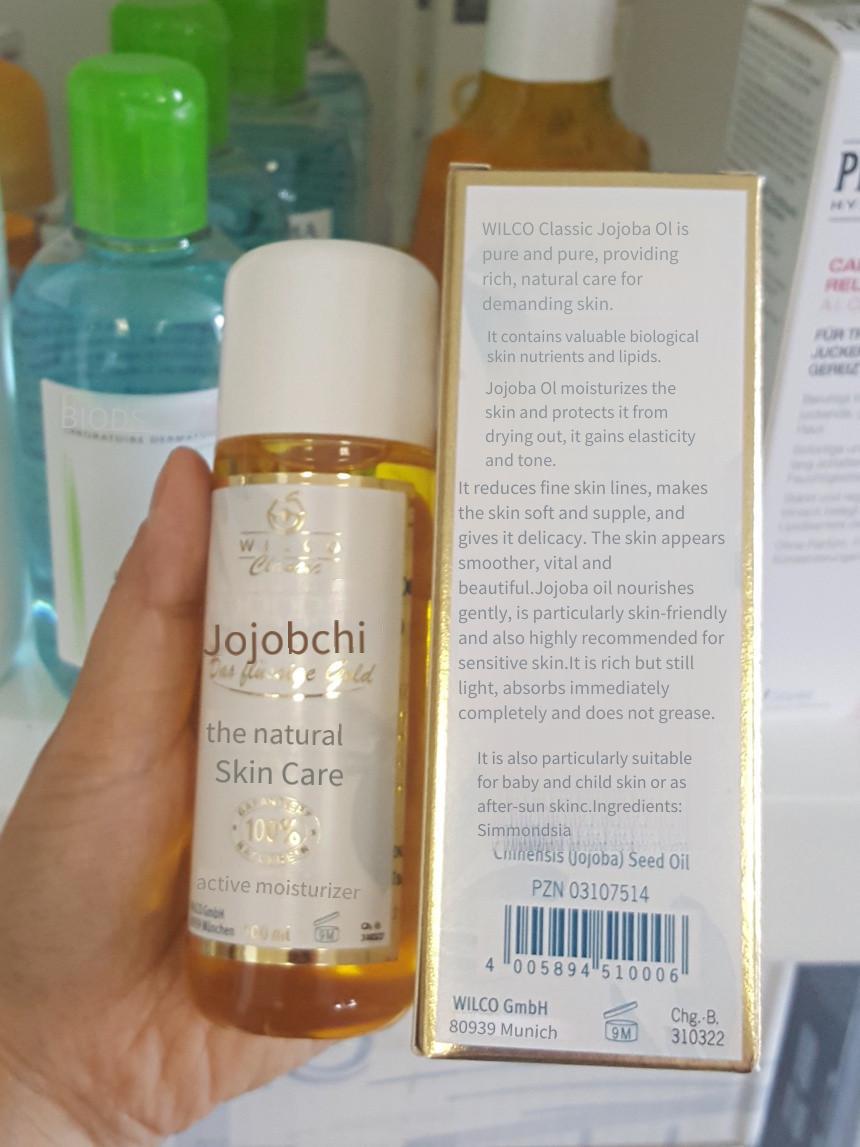 WILCO
Classic
Jojobchi
Das flüssige Gold
the natural
Skin Care
100%
active moisturizer
9M
WILCO Classic Jojoba Ol is
pure and pure, providing
rich, natural care for
demanding skin.
It contains valuable biological
skin nutrients and lipids.
Jojoba Ol moisturizes the
skin and protects it from
drying out, it gains elasticity
and tone.
It reduces fine skin lines, makes
the skin soft and supple, and
gives it delicacy. The skin appears
smoother, vital and
beautiful.Jojoba oil nourishes
gently, is particularly skin-friendly
and also highly recommended for
sensitive skin.It is rich but still
light, absorbs immediately
completely and does not grease.
It is also particularly suitable
for baby and child skin or as
after-sun skinc.Ingredients:
Simmondsia
Chinensis (Jojoba) Seed Oil
PZN 03107514
4 005894 510006
WILCO GmbH
80939 Munich
9M
Chg.-B.
310322
BIODS